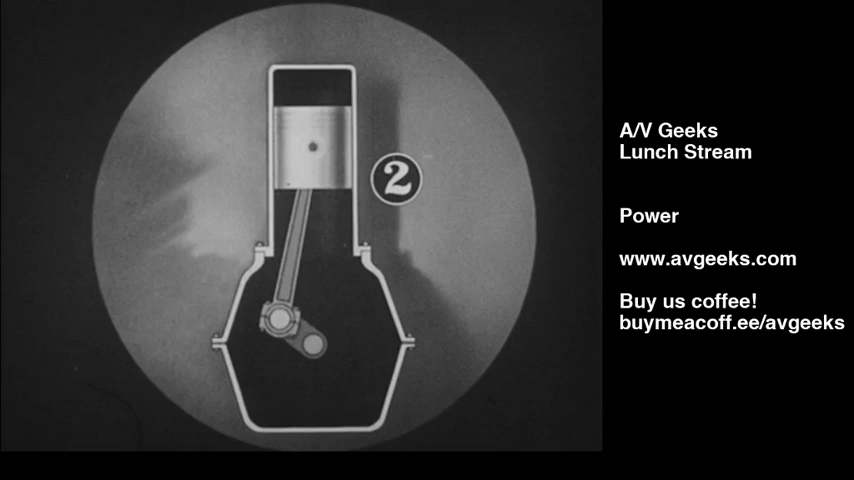 2
A/V Geeks
Lunch Stream
Power
www.avgeeks.com
Buy us coffee!
buymeacoff.ee/avgeeks